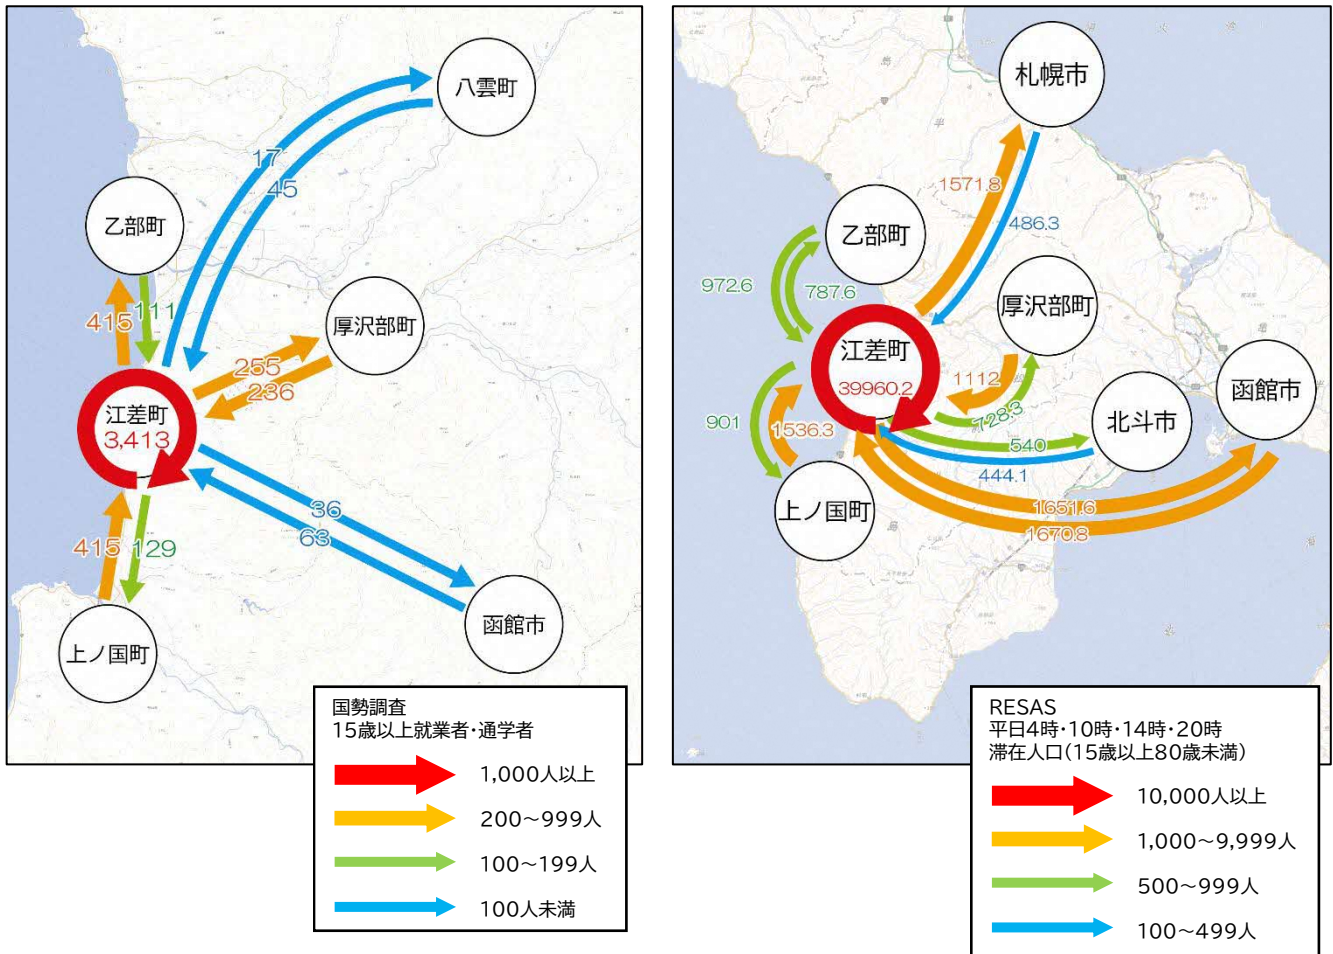 八雲町
17
45
乙部町
415
111
厚沢部町
255
236
江差町
3,413
36
63
415
129
上ノ国町
函館市
国勢調査
15歳以上就業者・通学者
1,000人以上
200～999人
100～199人
100人未満
札幌市
1571.8
486.3
乙部町
972.6
787.6
厚沢部町
江差町
39960.2
1112
728.3
901
1536.3
540
444.1
北斗市
函館市
1651.6
1670.8
上ノ国町
RESAS
平日4時・10時・14時・20時
滞在人口(15歳以上80歳未満)
10,000人以上
1,000～9,999人
500～999人
100～499人